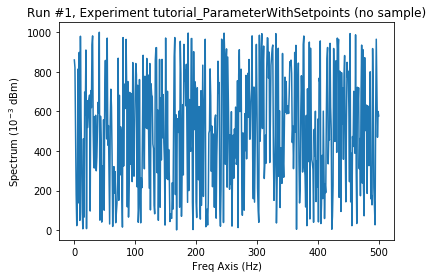 Run #1, Experiment tutorial_ParameterWithSetpoints (no sample)
1000
800
600
400
200
0
Spectrum (10⁻³ dBm)
0 100 200 300 400 500
Freq Axis (Hz)